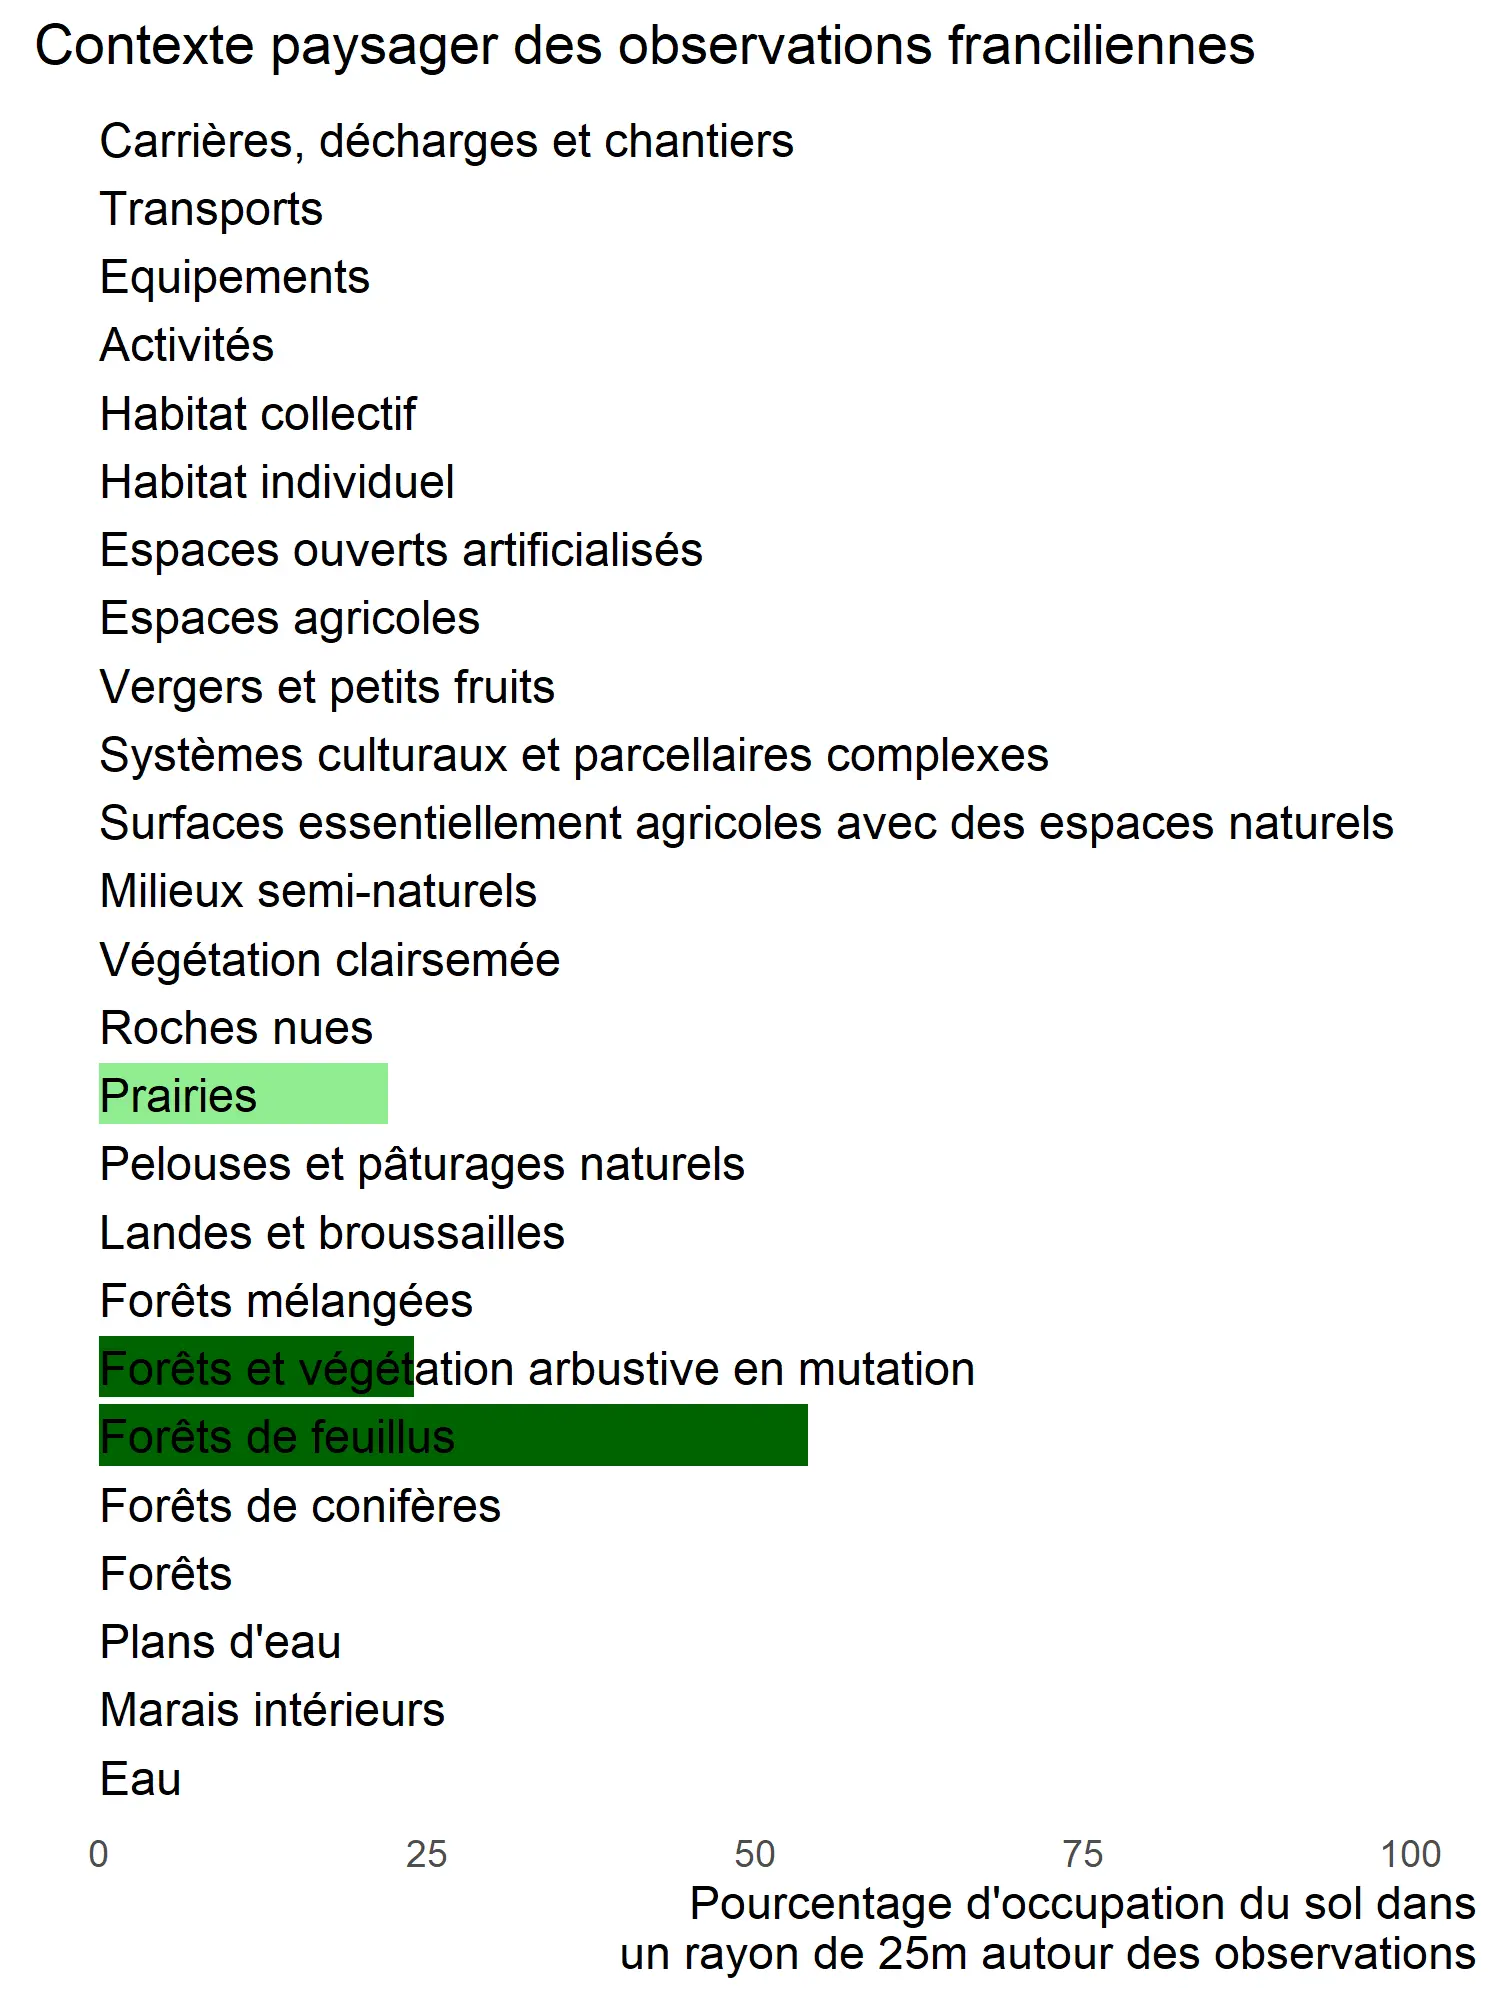 Contexte paysager des observations franciliennes
Carrières, décharges et chantiers
Transports
Equipements
Activités
Habitat collectif
Habitat individuel
Espaces ouverts artificialisés
Espaces agricoles
Vergers et petits fruits
Systèmes culturaux et parcellaires complexes
Surfaces essentiellement agricoles avec des espaces naturels
Milieux semi-naturels
Végétation clairsemée
Roches nues
Prairies
Pelouses et pâturages naturels
Landes et broussailles
Forêts mélangées
Forêts et végétation arbustive en mutation
Forêts de feuillus
Forêts de conifères
Forêts
Plans d'eau
Marais intérieurs
Eau
0 25 50 75 100
Pourcentage d'occupation du sol dans
un rayon de 25m autour des observations